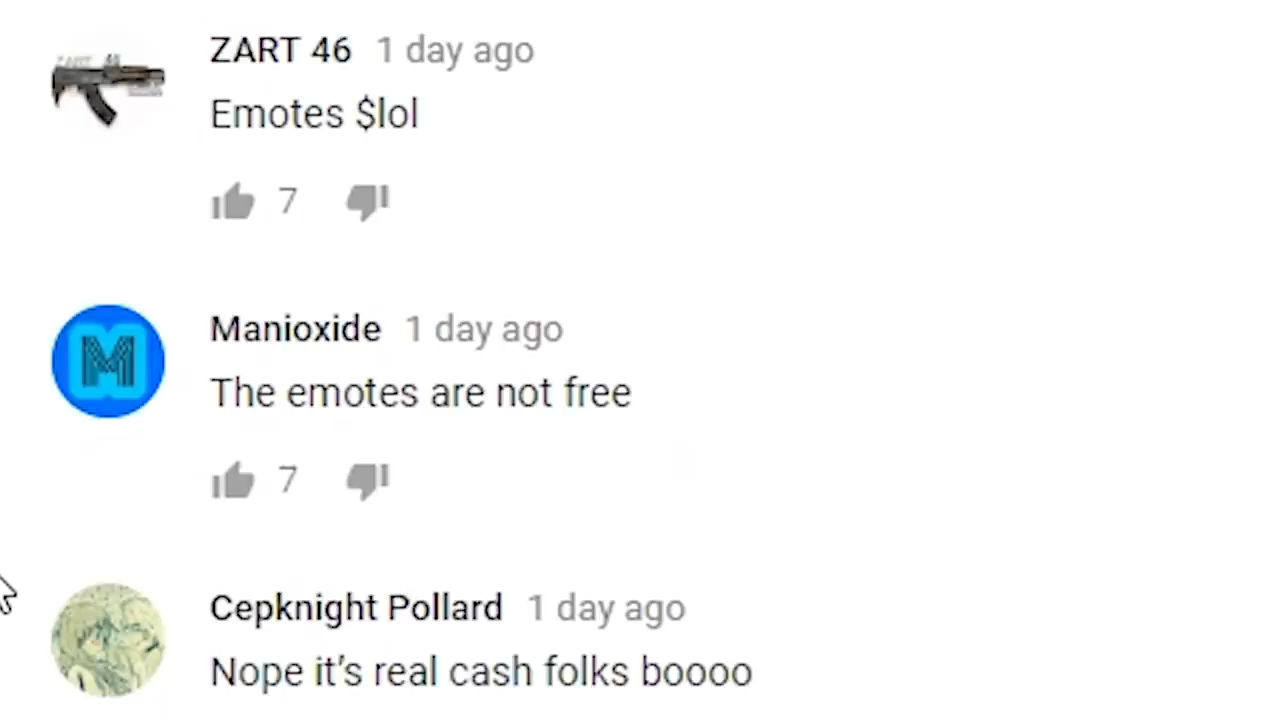 ZART 46 1 day ago
Emotes $lol
7
Manioxide 1 day ago
The emotes are not free
7
Cepknight Pollard 1 day ago
Nope it's real cash folks boooo